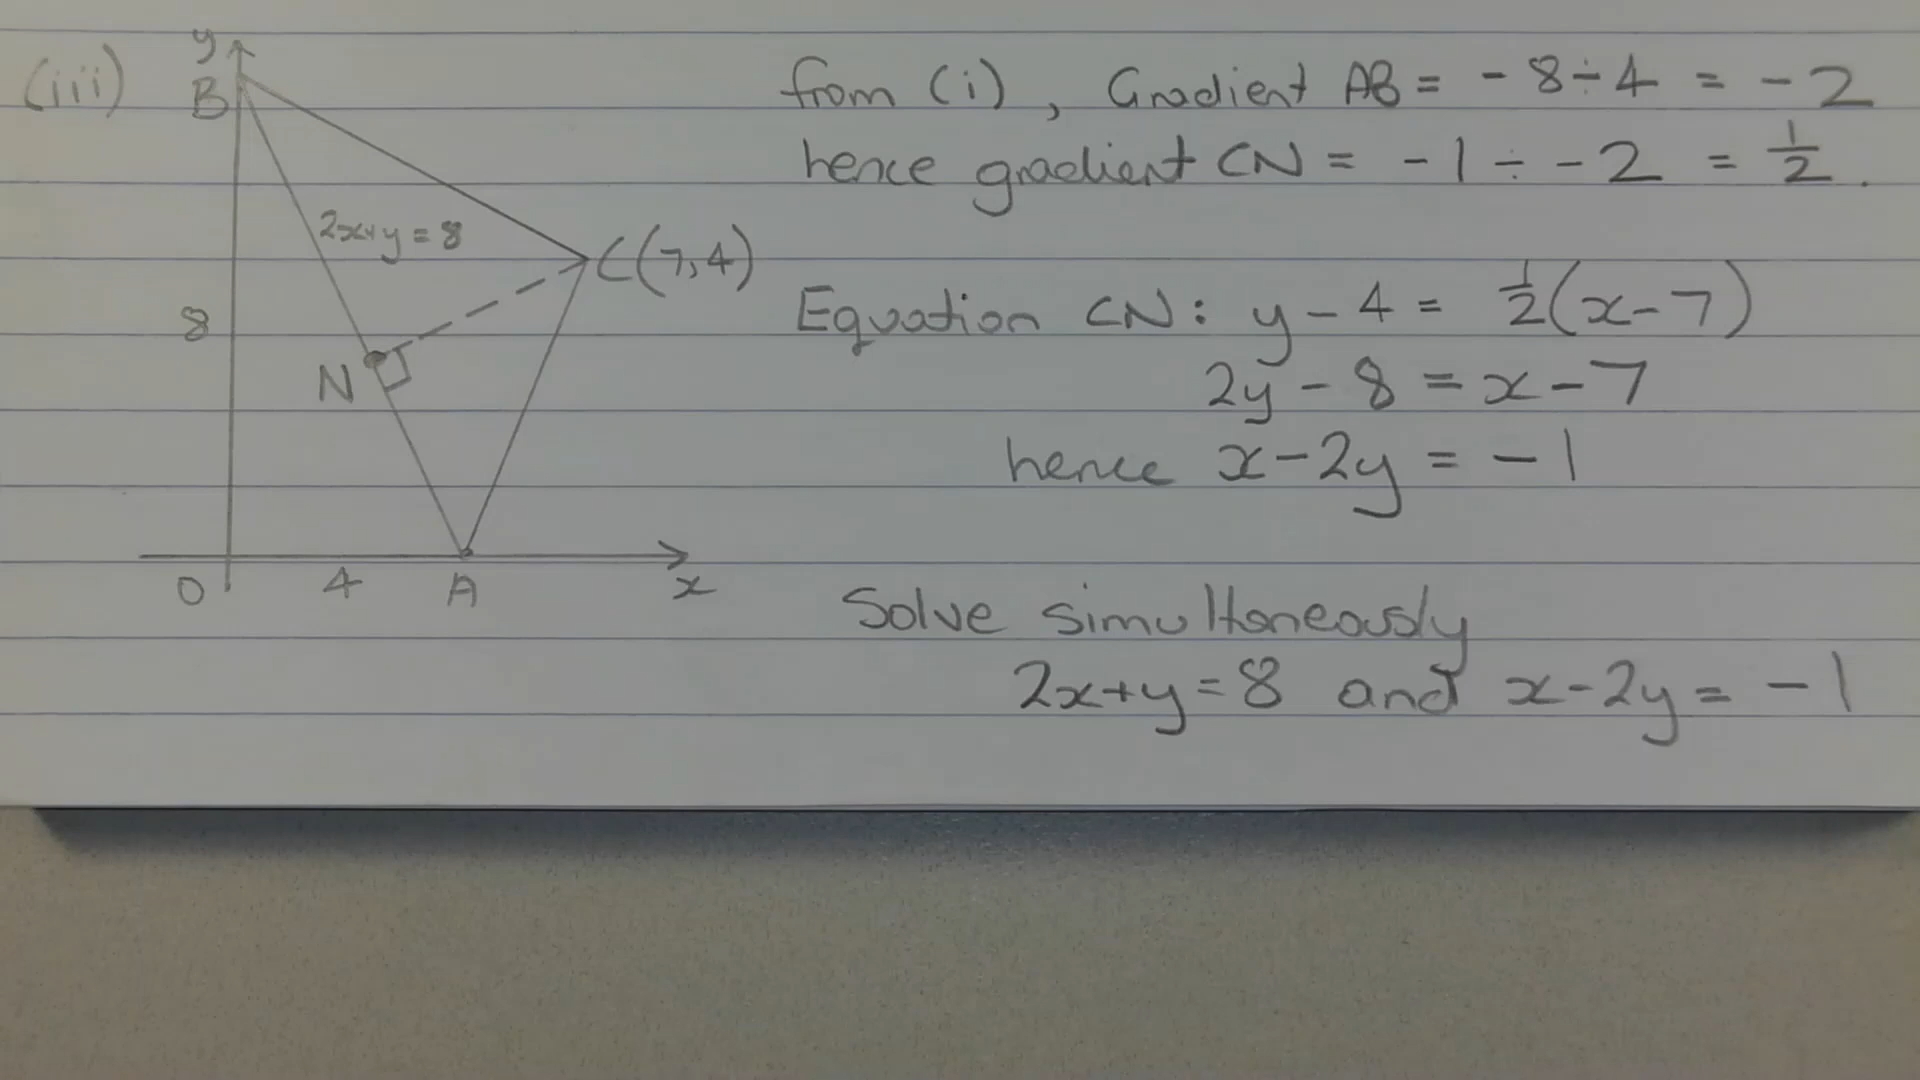 (iii)
y
B
2x+y=8
C(7,4)
8
N
O 4 A x
from (i), Gradient AB = -8÷4 = -2
hence gradient CN = -1 ÷ -2 = 1/2.
Equation CN: y-4 = 1/2(x-7)
2y-8 = x-7
hence x-2y = -1
Solve simultaneously
2x+y=8 and x-2y = -1